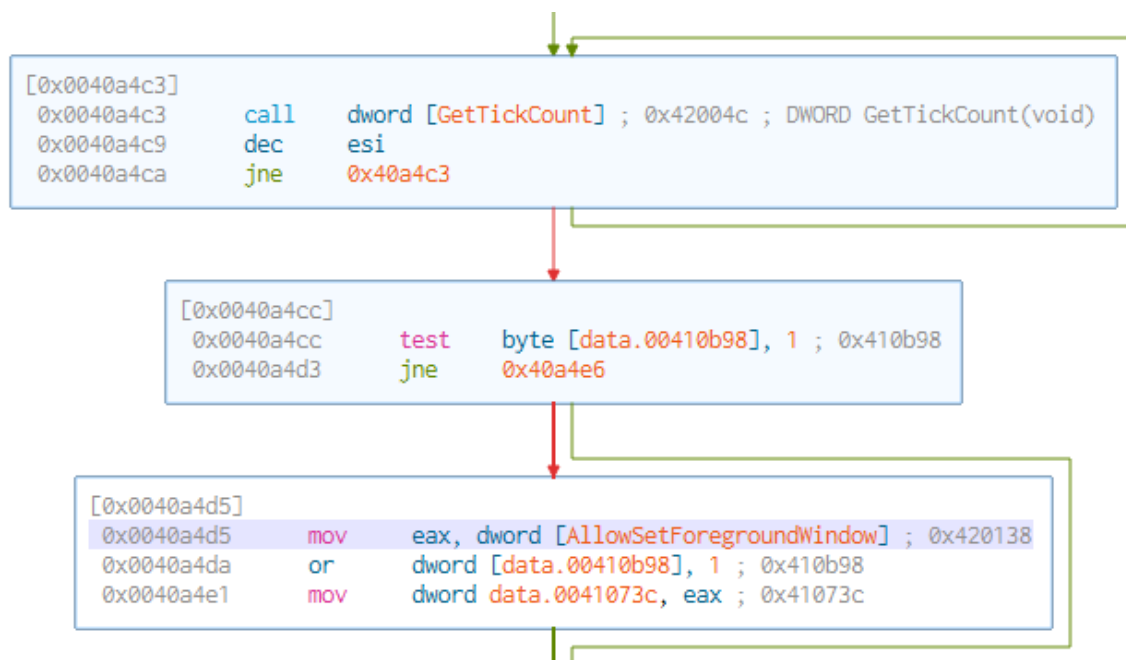 [0x0040a4c3]
0x0040a4c3 call dword [GetTickCount] ; 0x42004c ; DWORD GetTickCount(void)
0x0040a4c9 dec esi
0x0040a4ca jne 0x40a4c3
[0x0040a4cc]
0x0040a4cc test byte [data.00410b98], 1 ; 0x410b98
0x0040a4d3 jne 0x40a4e6
[0x0040a4d5]
0x0040a4d5 mov eax, dword [AllowSetForegroundWindow] ; 0x420138
0x0040a4da or dword [data.00410b98], 1 ; 0x410b98
0x0040a4e1 mov dword data.0041073c, eax ; 0x41073c